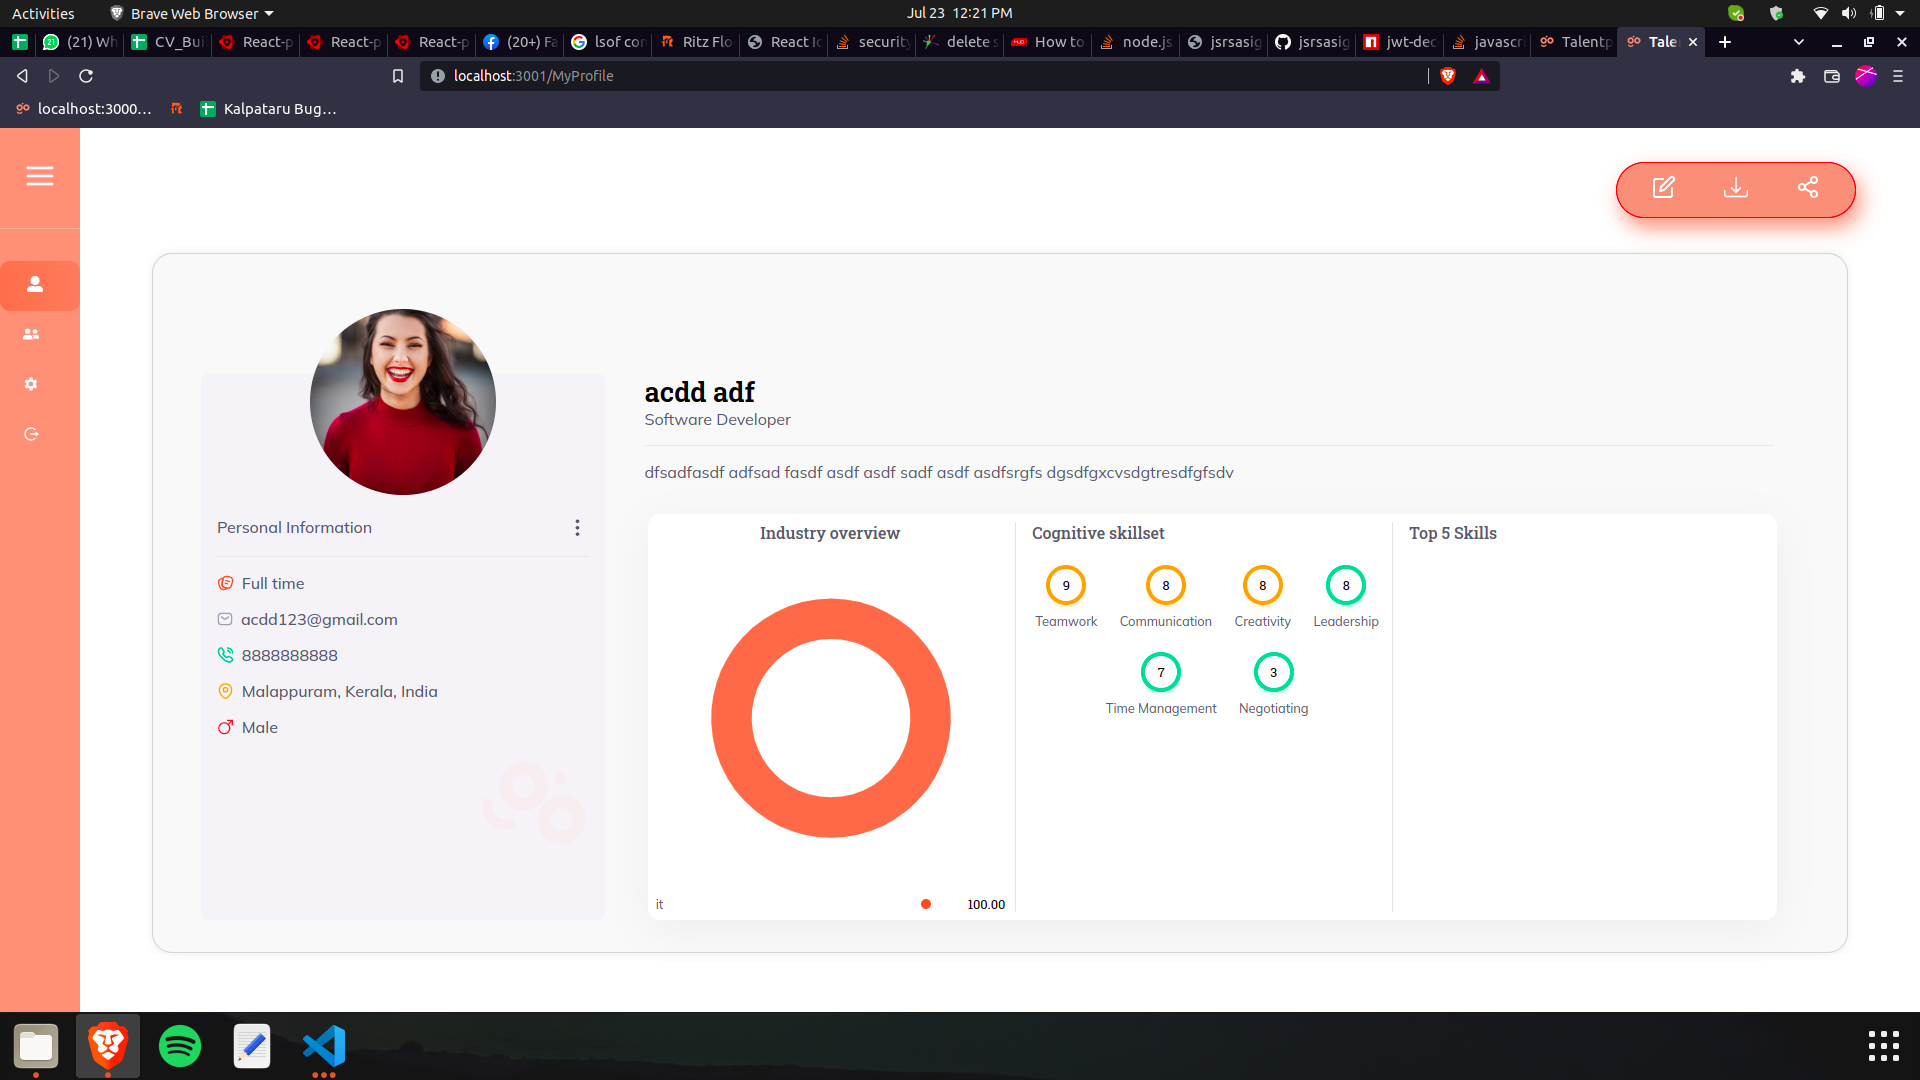 Activities
Brave Web Browser
Jul 23 12:21 PM
21 (21) Wh
CV_Bui
React-p
React-p
React-p
(20+) Fa
lsof con
Ritz Flo
React Ic
security
delete s
How to
node.js
jsrsasig
jsrsasig
jwt-dec
javascri
Talentp
Tale
localhost:3001/MyProfile
localhost:3000...
Kalpataru Bug...
acdd adf
Software Developer
dfsadfasdf adfsad fasdf asdf asdf sadf asdf asdfsrgfs dgsdfgxcvsdgtresdfgfsdv
Personal Information
Full time
acdd123@gmail.com
8888888888
Malappuram, Kerala, India
Male
Industry overview
it
100.00
Cognitive skillset
9 8 8 8
Teamwork Communication Creativity Leadership
7 3
Time Management Negotiating
Top 5 Skills